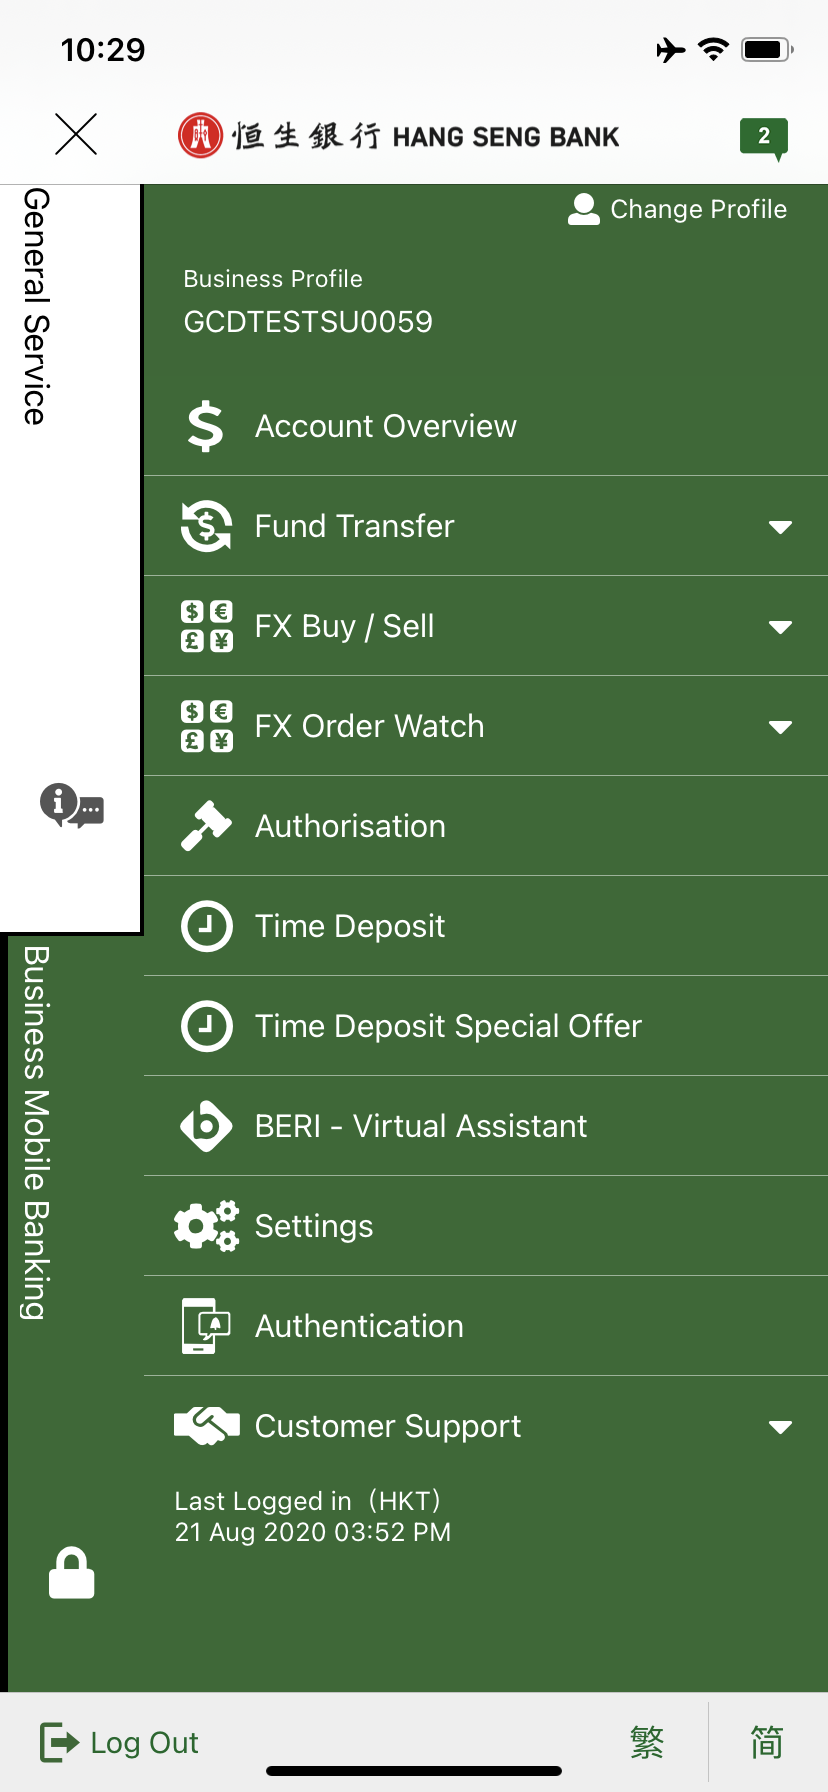 10:29
恒生銀行 HANG SENG BANK
2
General Service
Change Profile
Business Profile
GCDTESTSU0059
Account Overview
Fund Transfer
FX Buy / Sell
FX Order Watch
Authorisation
Time Deposit
Time Deposit Special Offer
BERI - Virtual Assistant
Settings
Authentication
Customer Support
Business Mobile Banking
Last Logged in（HKT）
21 Aug 2020 03:52 PM
Log Out
繁
简